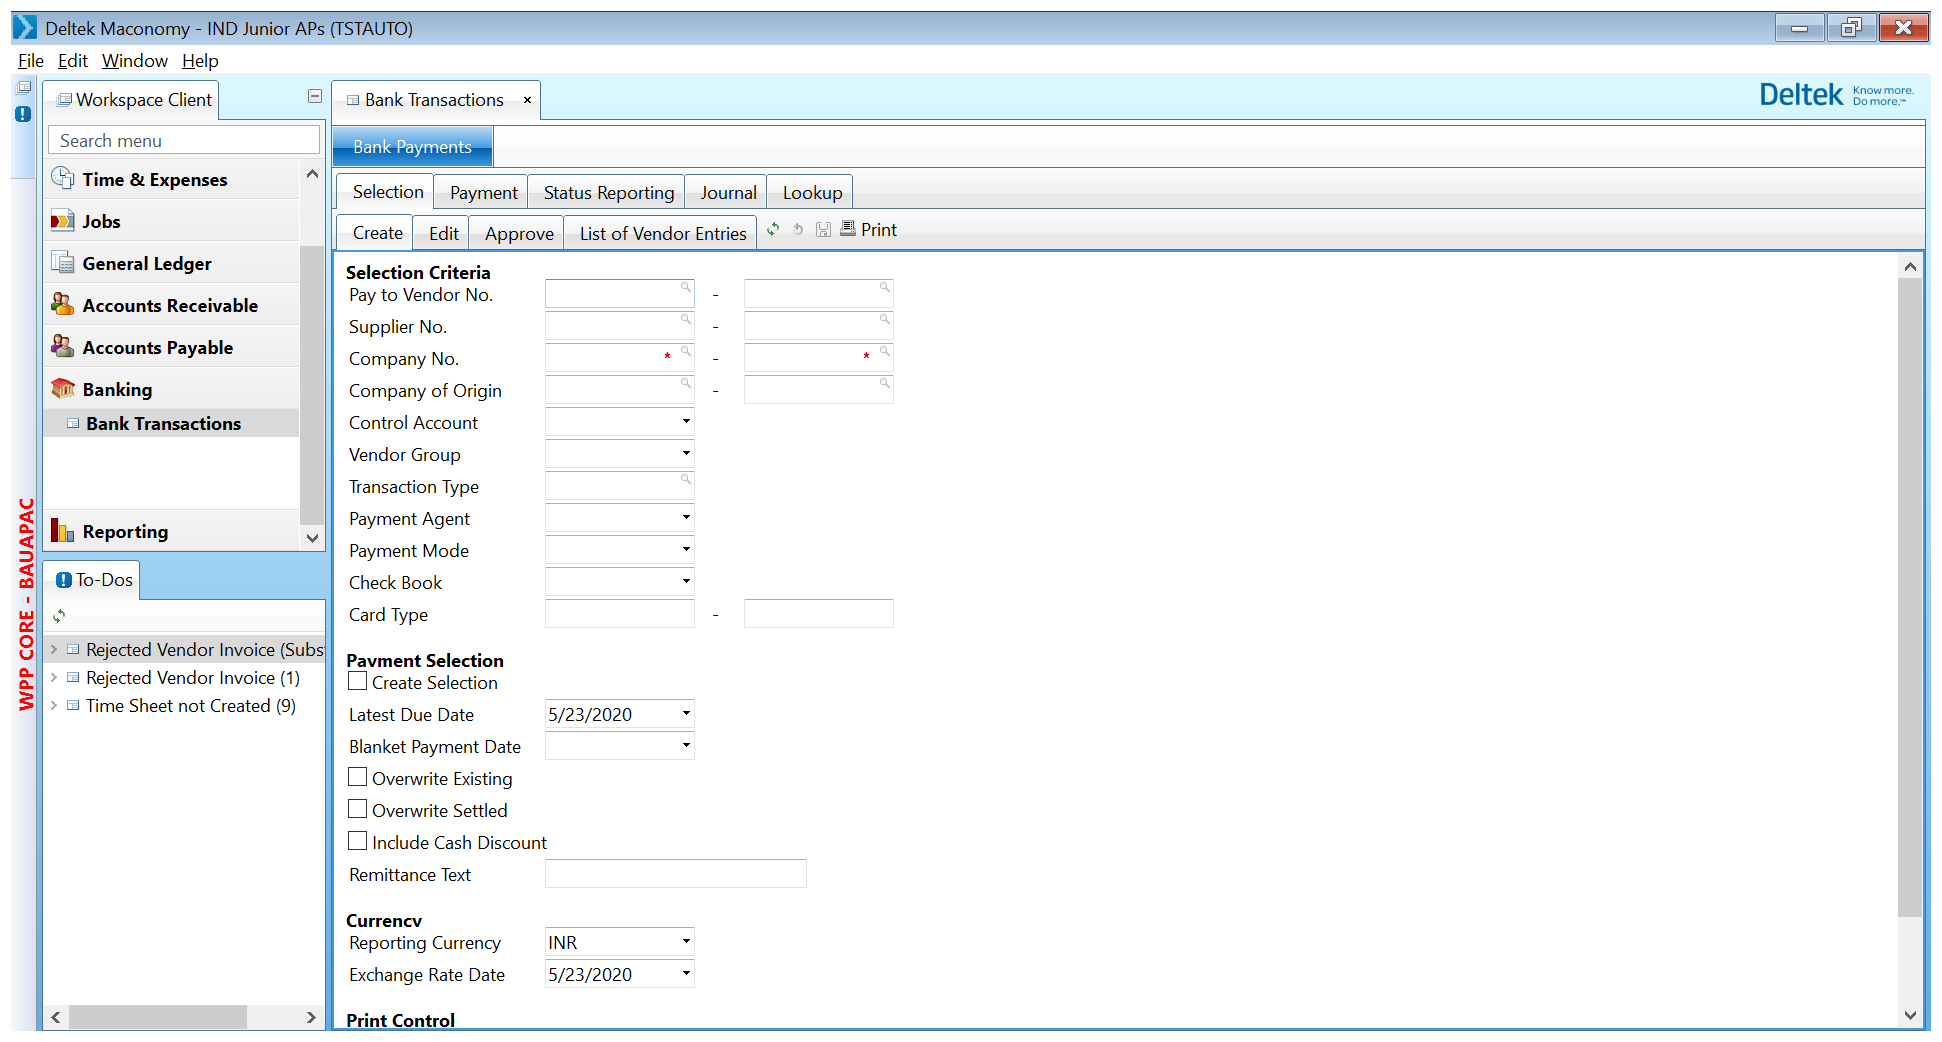 Deltek Maconomy - IND Junior APs (TSTAUTO)
File Edit Window Help
Workspace Client
Search menu
Time & Expenses
Jobs
General Ledger
Accounts Receivable
Accounts Payable
Banking
Bank Transactions
Reporting
To-Dos
Rejected Vendor Invoice (Subs
Rejected Vendor Invoice (1)
Time Sheet not Created (9)
WPP CORE - BAUAPAC
Bank Transactions
Deltek Know more.
Do more.™
Bank Payments
Selection Payment Status Reporting Journal Lookup
Create Edit Approve List of Vendor Entries Print
Selection Criteria
Pay to Vendor No. -
Supplier No. -
Company No. * - *
Company of Origin -
Control Account
Vendor Group
Transaction Type
Payment Agent
Payment Mode
Check Book
Card Type -
Payment Selection
Create Selection
Latest Due Date 5/23/2020
Blanket Payment Date
Overwrite Existing
Overwrite Settled
Include Cash Discount
Remittance Text
Currency
Reporting Currency INR
Exchange Rate Date 5/23/2020
Print Control